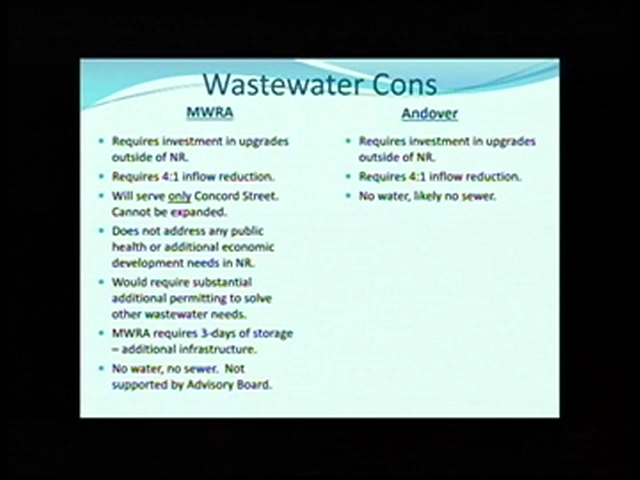 Wastewater Cons
MWRA
• Requires investment in upgrades
outside of NR.
• Requires 4:1 inflow reduction.
• Will serve only Concord Street.
Cannot be expanded.
• Does not address any public
health or additional economic
development needs in NR.
• Would require substantial
additional permitting to solve
other wastewater needs.
• MWRA requires 3-days of storage
– additional infrastructure.
• No water, no sewer. Not
supported by Advisory Board.
Andover
• Requires investment in upgrades
outside of NR.
• Requires 4:1 inflow reduction.
• No water, likely no sewer.